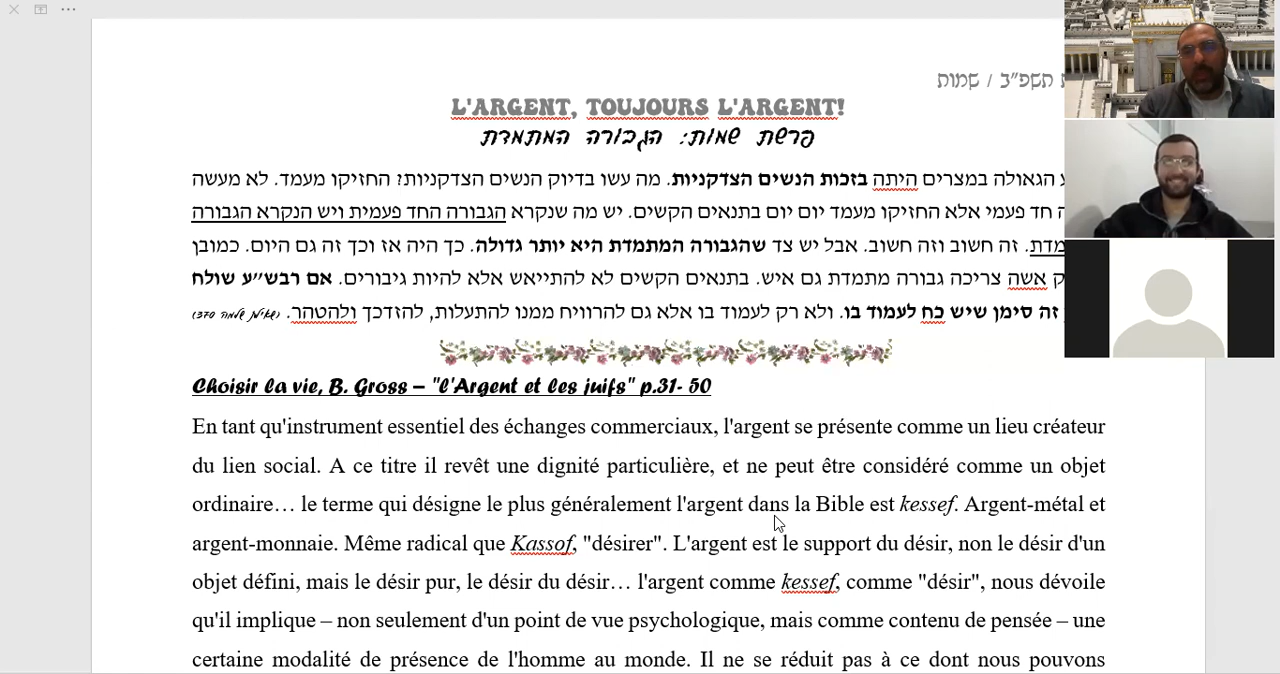 תשפ"ב / שמות
L'ARGENT, TOUJOURS L'ARGENT!
פרשת שמות: הגבורה המתמדת
הגאולה במצרים היתה בזכות הנשים הצדקניות. מה עשו בדיוק הנשים הצדקניות? החזיקו מעמד. לא מעשה
חד פעמי אלא החזיקו מעמד יום יום בתנאים הקשים. יש מה שנקרא הגבורה החד פעמית ויש הנקרא הגבורה
זה חשוב וזה חשוב. אבל יש צד שהגבורה המתמדת היא יותר גדולה. כך היה אז וכך זה גם היום. כמובן
אשה צריכה גבורה מתמדת גם איש. בתנאים הקשים לא להתייאש אלא להיות גיבורים. אם רבש״ע שולח
זה סימן שיש כח לעמוד בו. ולא רק לעמוד בו אלא גם להרוויח ממנו להתעלות, להזדכך ולהטהר. (שאילת שלמה 370)
Choisir la vie, B. Gross – "l'Argent et les juifs" p.31- 50
En tant qu'instrument essentiel des échanges commerciaux, l'argent se présente comme un lieu créateur
du lien social. A ce titre il revêt une dignité particulière, et ne peut être considéré comme un objet
ordinaire… le terme qui désigne le plus généralement l'argent dans la Bible est kessef. Argent-métal et
argent-monnaie. Même radical que Kassof, "désirer". L'argent est le support du désir, non le désir d'un
objet défini, mais le désir pur, le désir du désir… l'argent comme kessef, comme "désir", nous dévoile
qu'il implique – non seulement d'un point de vue psychologique, mais comme contenu de pensée – une
certaine modalité de présence de l'homme au monde. Il ne se réduit pas à ce dont nous pouvons